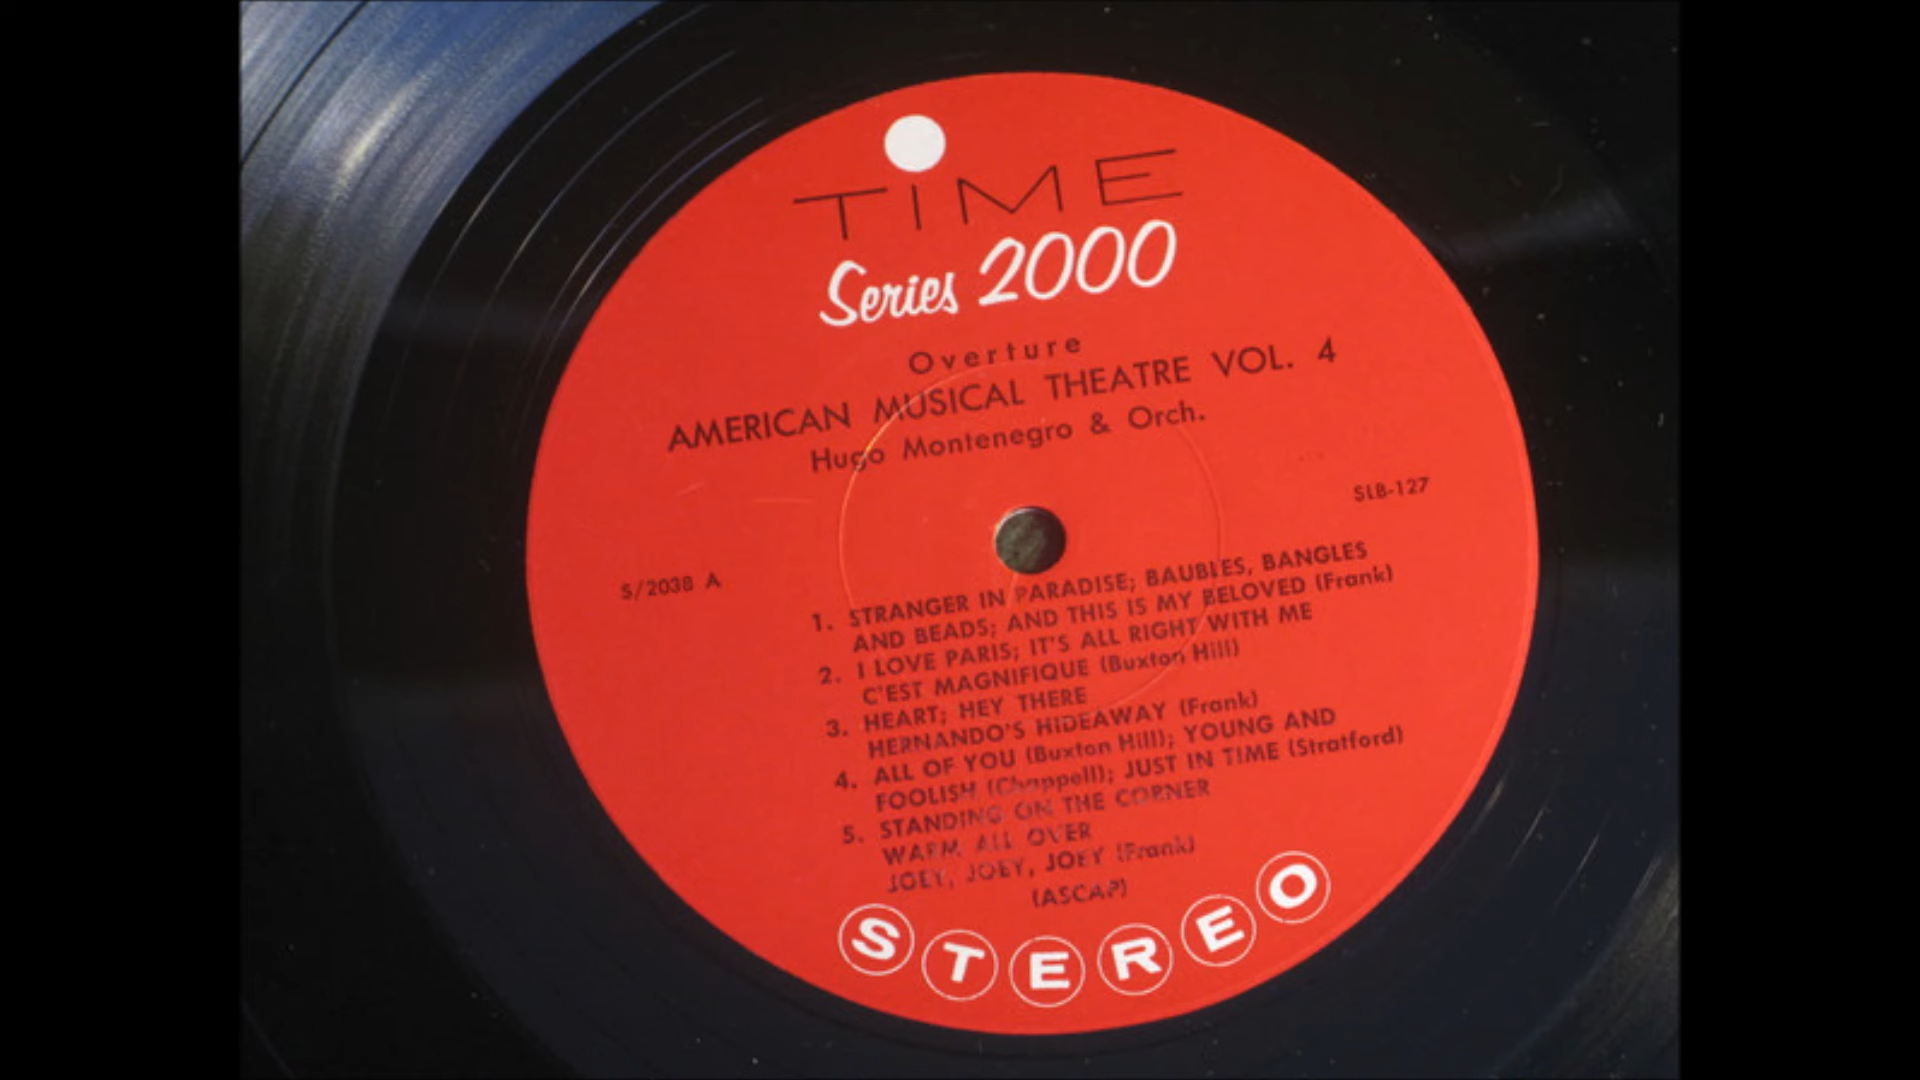 TIME
Series 2000
Overture
AMERICAN MUSICAL THEATRE VOL. 4
Hugo Montenegro & Orch.
SLB-127
S/2038 A
1. STRANGER IN PARADISE; BAUBLES, BANGLES
AND BEADS; AND THIS IS MY BELOVED (Frank)
2. I LOVE PARIS; IT'S ALL RIGHT WITH ME
C'EST MAGNIFIQUE (Buxton Hill)
3. HEART; HEY THERE
HERNANDO'S HIDEAWAY (Frank)
4. ALL OF YOU (Buxton Hill); YOUNG AND
FOOLISH (Chappell); JUST IN TIME (Stratford)
5. STANDING ON THE CORNER
WARM ALL OVER
JOEY, JOEY, JOEY (Frank)
(ASCAP)
STEREO